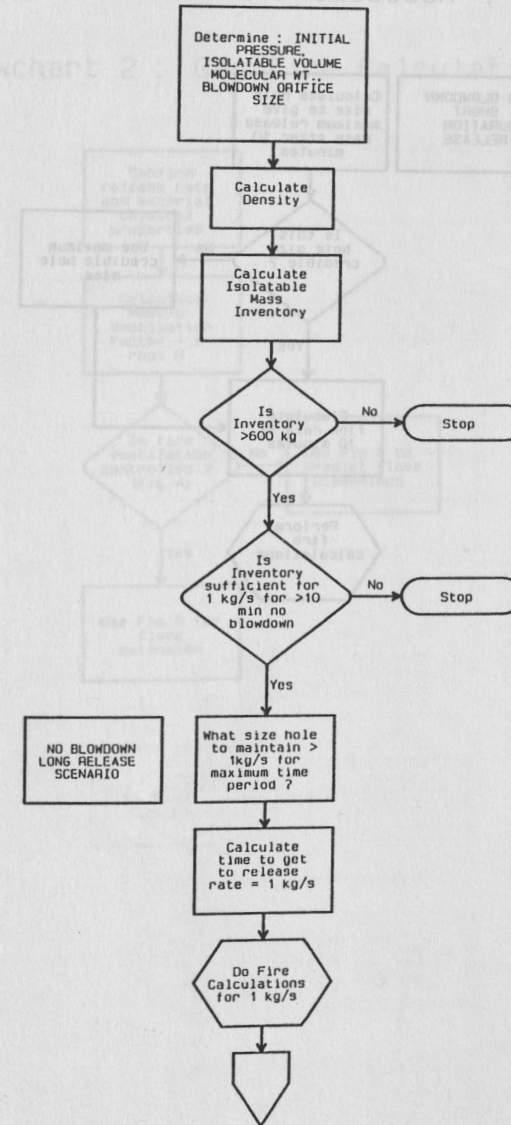 Determine : INITIAL
PRESSURE,
ISOLATABLE VOLUME
MOLECULAR WT.,
BLOWDOWN ORIFICE
SIZE
Calculate
Density
Calculate
Isolatable
Mass
Inventory
Is
Inventory
>600 kg
No
Stop
Yes
Is
Inventory
sufficient for
1 kg/s for >10
min no
blowdown
No
Stop
Yes
NO BLOWDOWN
LONG RELEASE
SCENARIO
What size hole
to maintain >
1kg/s for
maximum time
period ?
Calculate
time to get
to release
rate = 1 kg/s
Do Fire
Calculations
for 1 kg/s